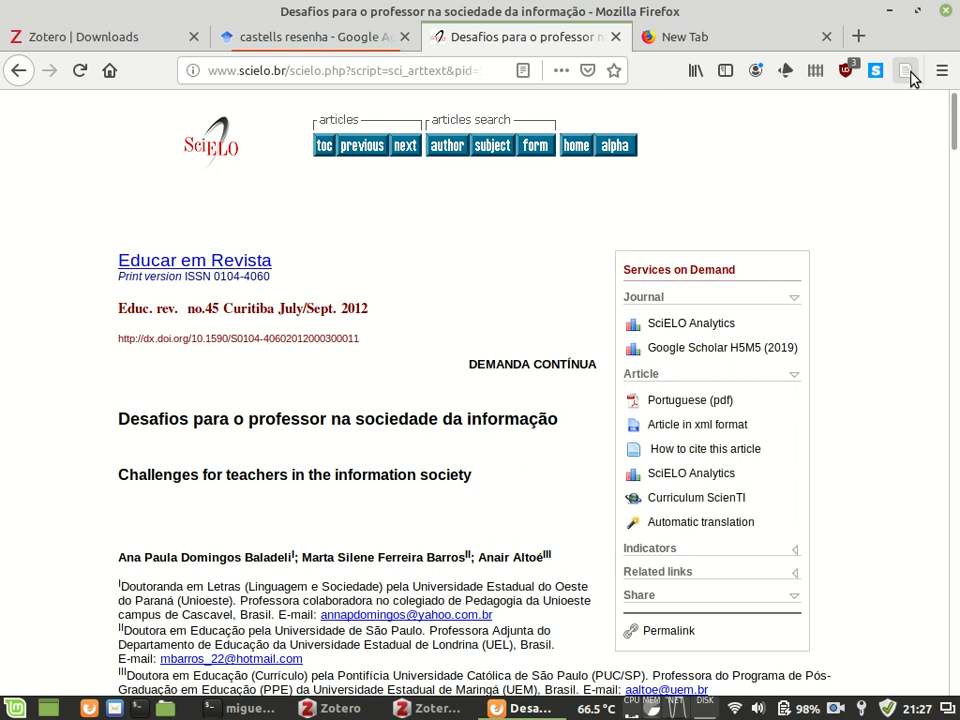 Desafios para o professor na sociedade da informação - Mozilla Firefox
Zotero | Downloads
castells resenha - Google Ac
Desafios para o professor n
New Tab
www.scielo.br/scielo.php?script=sci_arttext&pid=
3
SciELO
articles
articles search
toc previous next author subject form home alpha
Educar em Revista
Print version ISSN 0104-4060
Educ. rev. no.45 Curitiba July/Sept. 2012
http://dx.doi.org/10.1590/S0104-40602012000300011
DEMANDA CONTÍNUA
Desafios para o professor na sociedade da informação
Challenges for teachers in the information society
Ana Paula Domingos Baladeli^I; Marta Silene Ferreira Barros^II; Anair Altoé^III
^IDoutoranda em Letras (Linguagem e Sociedade) pela Universidade Estadual do Oeste
do Paraná (Unioeste). Professora colaboradora no colegiado de Pedagogia da Unioeste
campus de Cascavel, Brasil. E-mail: annapdomingos@yahoo.com.br
^IIDoutora em Educação pela Universidade de São Paulo. Professora Adjunta do
Departamento de Educação da Universidade Estadual de Londrina (UEL), Brasil.
E-mail: mbarros_22@hotmail.com
^IIIDoutora em Educação (Currículo) pela Pontifícia Universidade Católica de São Paulo (PUC/SP). Professora do Programa de Pós-
Graduação em Educação (PPE) da Universidade Estadual de Maringá (UEM), Brasil. E-mail: aaltoe@uem.br
Services on Demand
Journal
SciELO Analytics
Google Scholar H5M5 (2019)
Article
Portuguese (pdf)
Article in xml format
How to cite this article
SciELO Analytics
Curriculum ScienTI
Automatic translation
Indicators
Related links
Share
Permalink
migue...
Zotero
Zoter...
Desa...
66.5 °C
CPU MEM NET DISK
98%
21:27